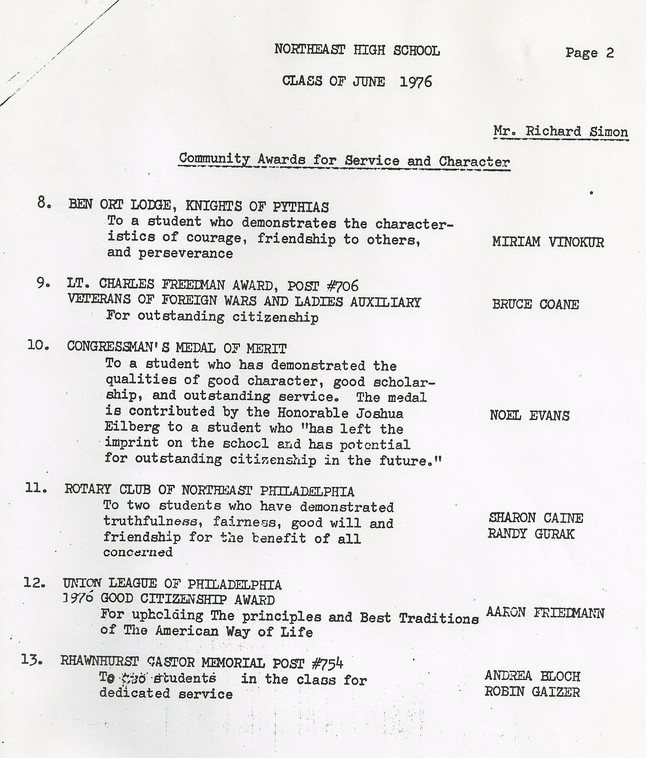 NORTHEAST HIGH SCHOOL Page 2
CLASS OF JUNE 1976
Mr. Richard Simon
Community Awards for Service and Character
8. BEN ORT LODGE, KNIGHTS OF PYTHIAS
To a student who demonstrates the character-
istics of courage, friendship to others,
and perseverance
MIRIAM VINOKUR
9. LT. CHARLES FREEDMAN AWARD, POST #706
VETERANS OF FOREIGN WARS AND LADIES AUXILIARY
For outstanding citizenship
BRUCE COANE
10. CONGRESSMAN'S MEDAL OF MERIT
To a student who has demonstrated the
qualities of good character, good scholar-
ship, and outstanding service. The medal
is contributed by the Honorable Joshua
Eilberg to a student who "has left the
imprint on the school and has potential
for outstanding citizenship in the future."
NOEL EVANS
11. ROTARY CLUB OF NORTHEAST PHILADELPHIA
To two students who have demonstrated
truthfulness, fairness, good will and
friendship for the benefit of all
concerned
SHARON CAINE
RANDY GURAK
12. UNION LEAGUE OF PHILADELPHIA
1976 GOOD CITIZENSHIP AWARD
For upholding The principles and Best Traditions
of The American Way of Life
AARON FRIEDMANN
13. RHAWNHURST CASTOR MEMORIAL POST #754
To two students in the class for
dedicated service
ANDREA BLOCH
ROBIN GAIZER